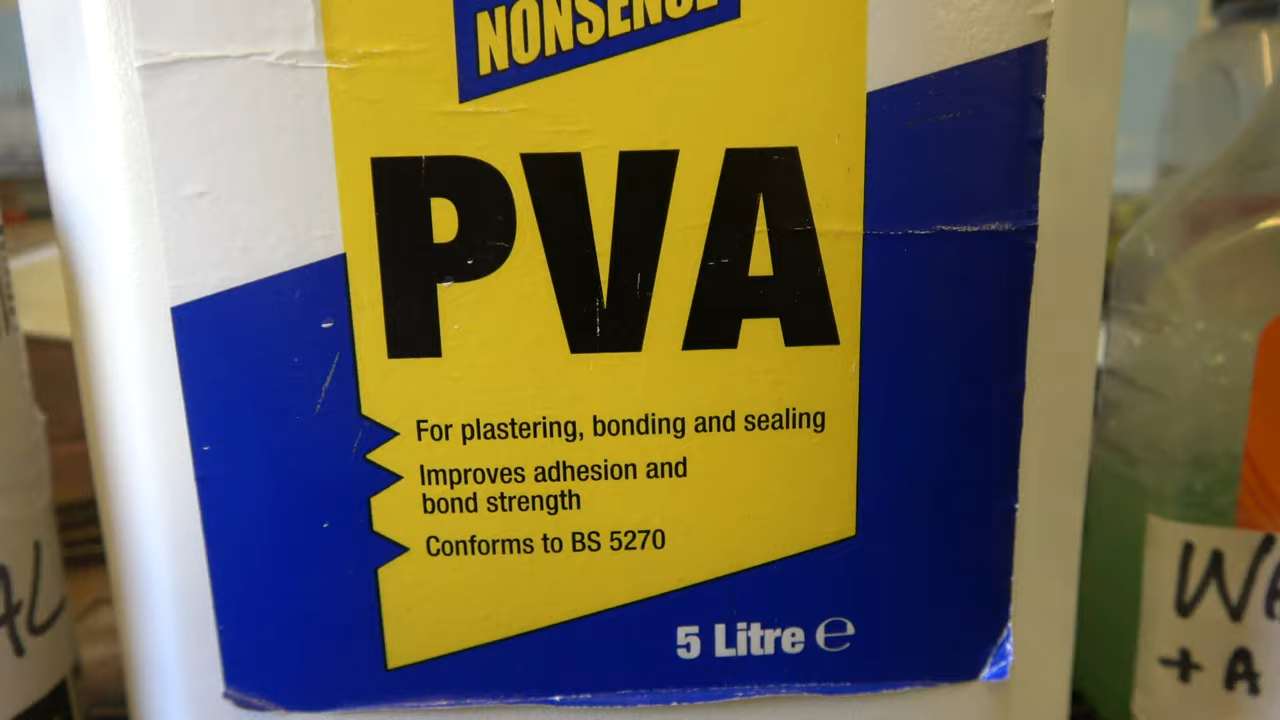 NONSENSE
PVA
For plastering, bonding and sealing
Improves adhesion and
bond strength
Conforms to BS 5270
5 Litre ℮
+ A